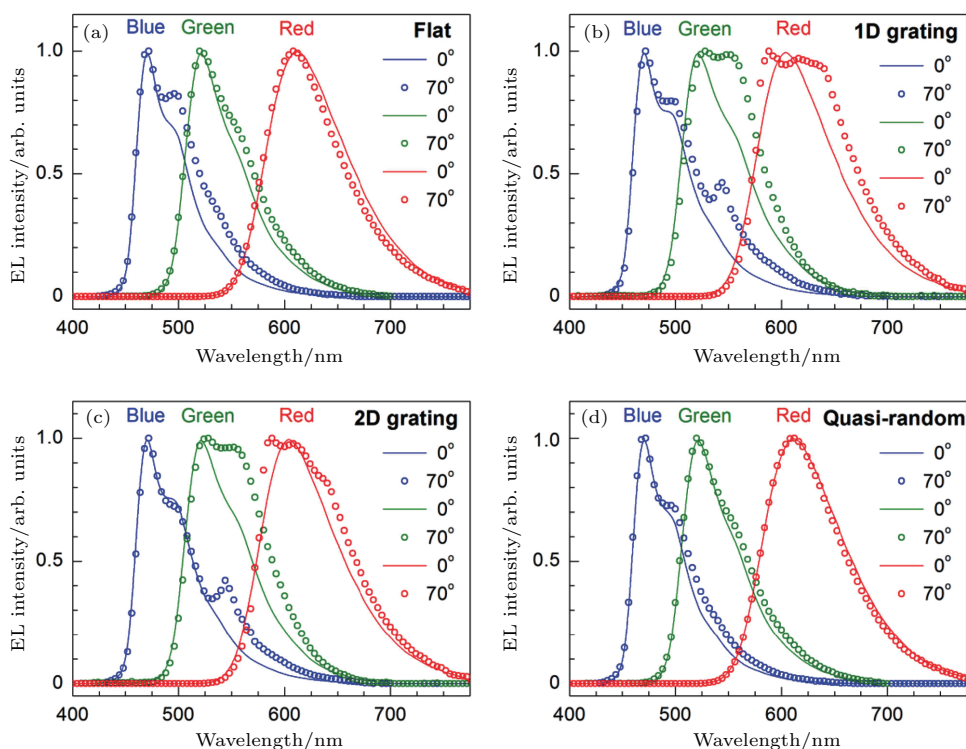 (a) Blue Green Red Flat
1.0
0.5
0
EL intensity/arb. units
0°
70°
0°
70°
0°
70°
400 500 600 700
Wavelength/nm
(b) Blue Green Red 1D grating
1.0
0.5
0
EL intensity/arb. units
0°
70°
0°
70°
0°
70°
400 500 600 700
Wavelength/nm
(c) Blue Green Red 2D grating
1.0
0.5
0
EL intensity/arb. units
0°
70°
0°
70°
0°
70°
400 500 600 700
Wavelength/nm
(d) Blue Green Red Quasi-random
1.0
0.5
0
EL intensity/arb. units
0°
70°
0°
70°
0°
70°
400 500 600 700
Wavelength/nm